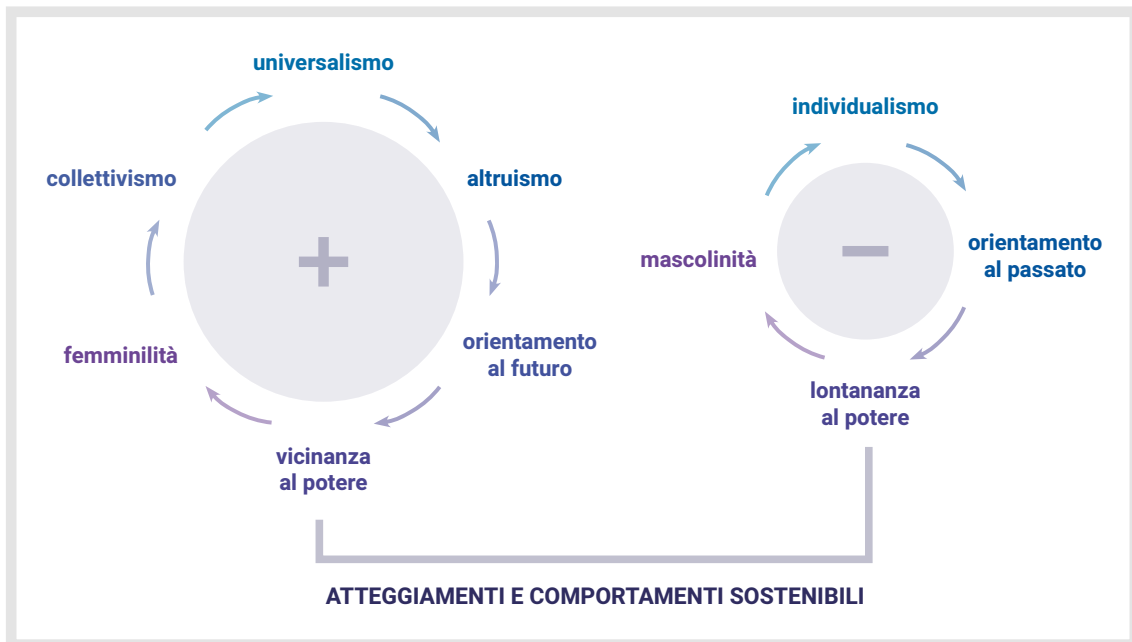 universalismo
altruismo
orientamento
al futuro
vicinanza
al potere
femminilità
collettivismo
+
individualismo
orientamento
al passato
lontananza
al potere
mascolinità
−
ATTEGGIAMENTI E COMPORTAMENTI SOSTENIBILI